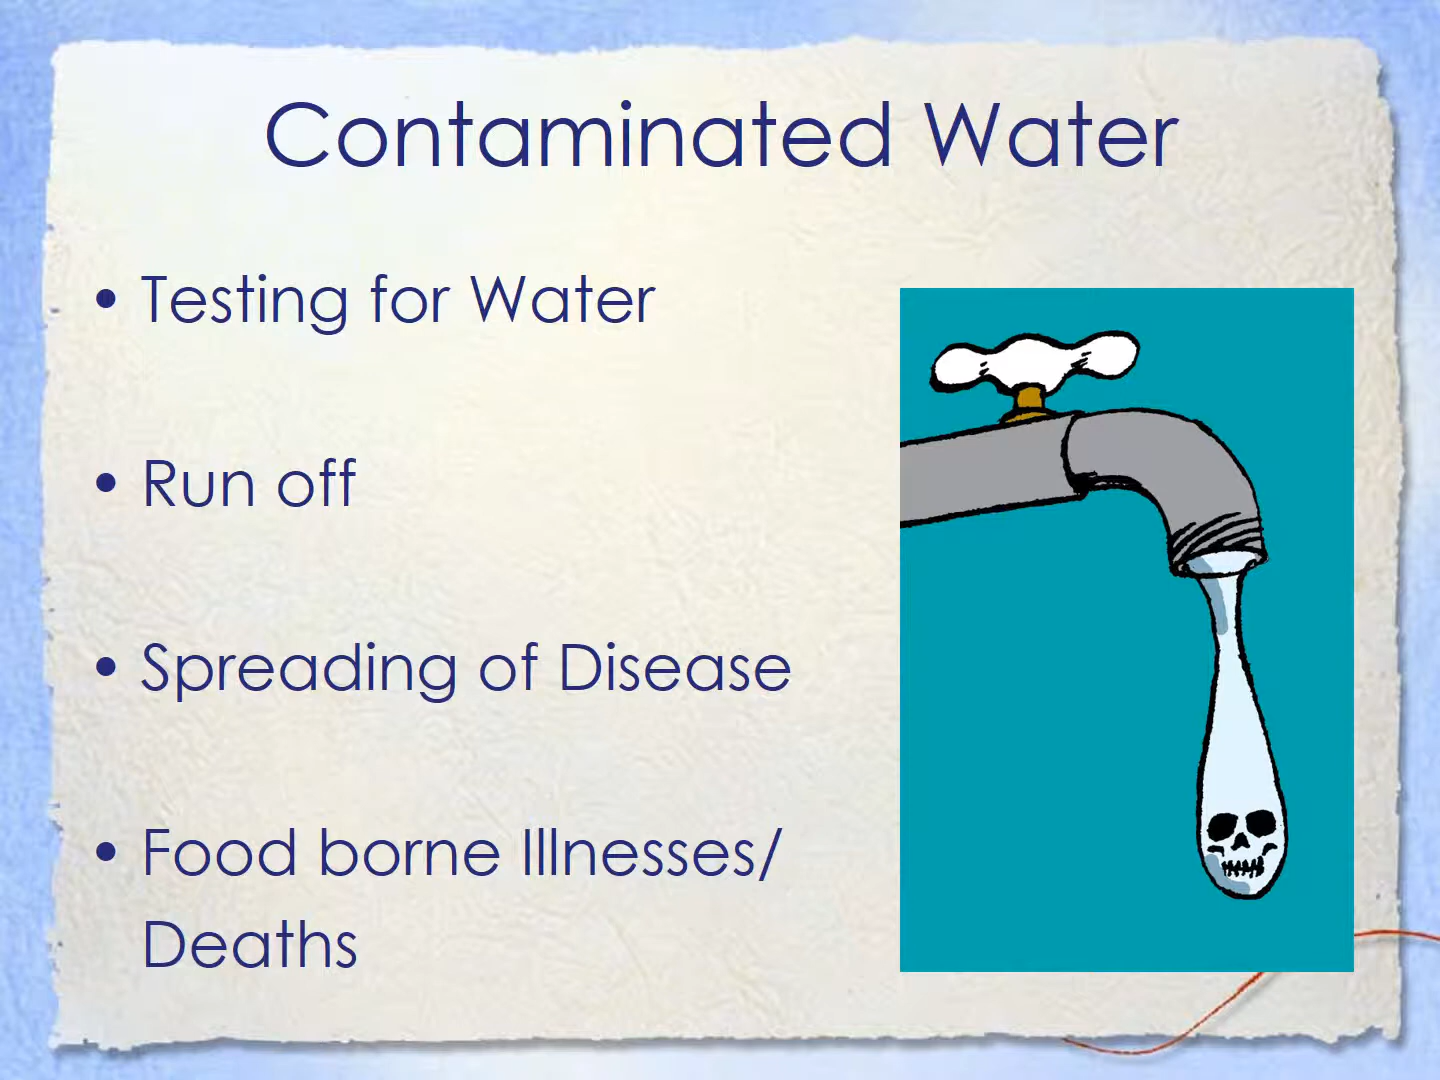 Contaminated Water
• Testing for Water
• Run off
• Spreading of Disease
• Food borne Illnesses/
Deaths